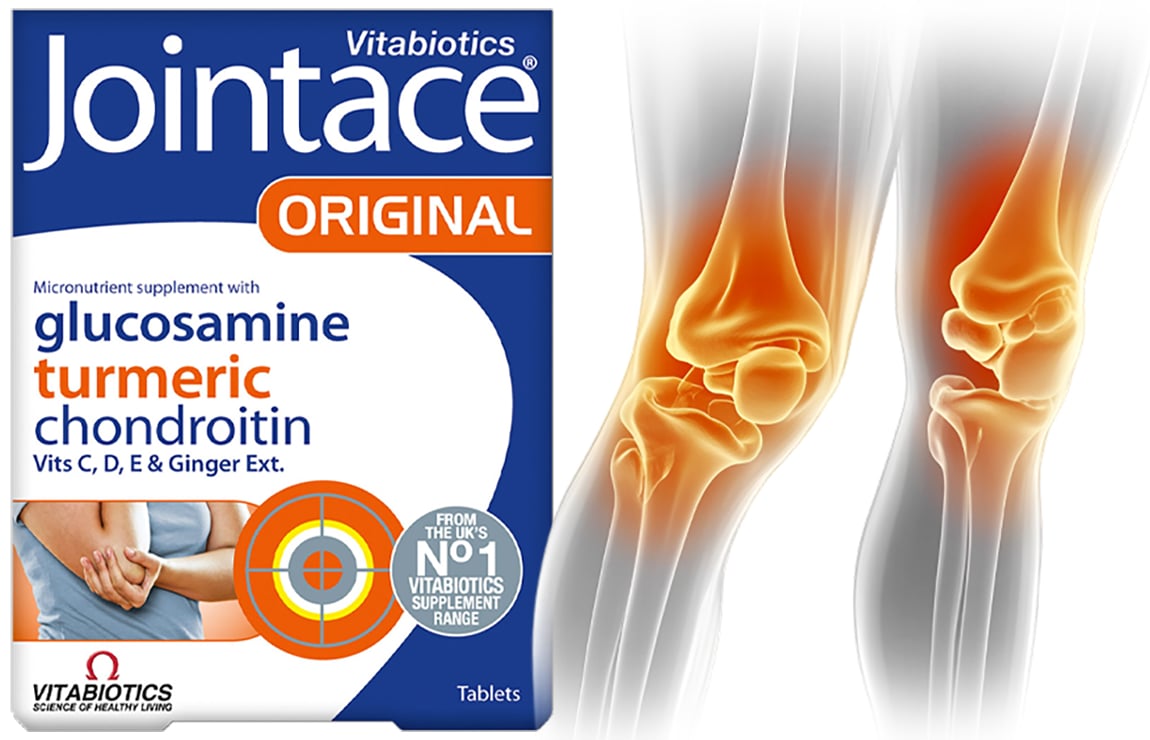 Vitabiotics
Jointace®
ORIGINAL
Micronutrient supplement with
glucosamine
turmeric
chondroitin
Vits C, D, E & Ginger Ext.
FROM
THE UK'S
Nº1
VITABIOTICS
SUPPLEMENT
RANGE
VITABIOTICS
SCIENCE OF HEALTHY LIVING
Tablets